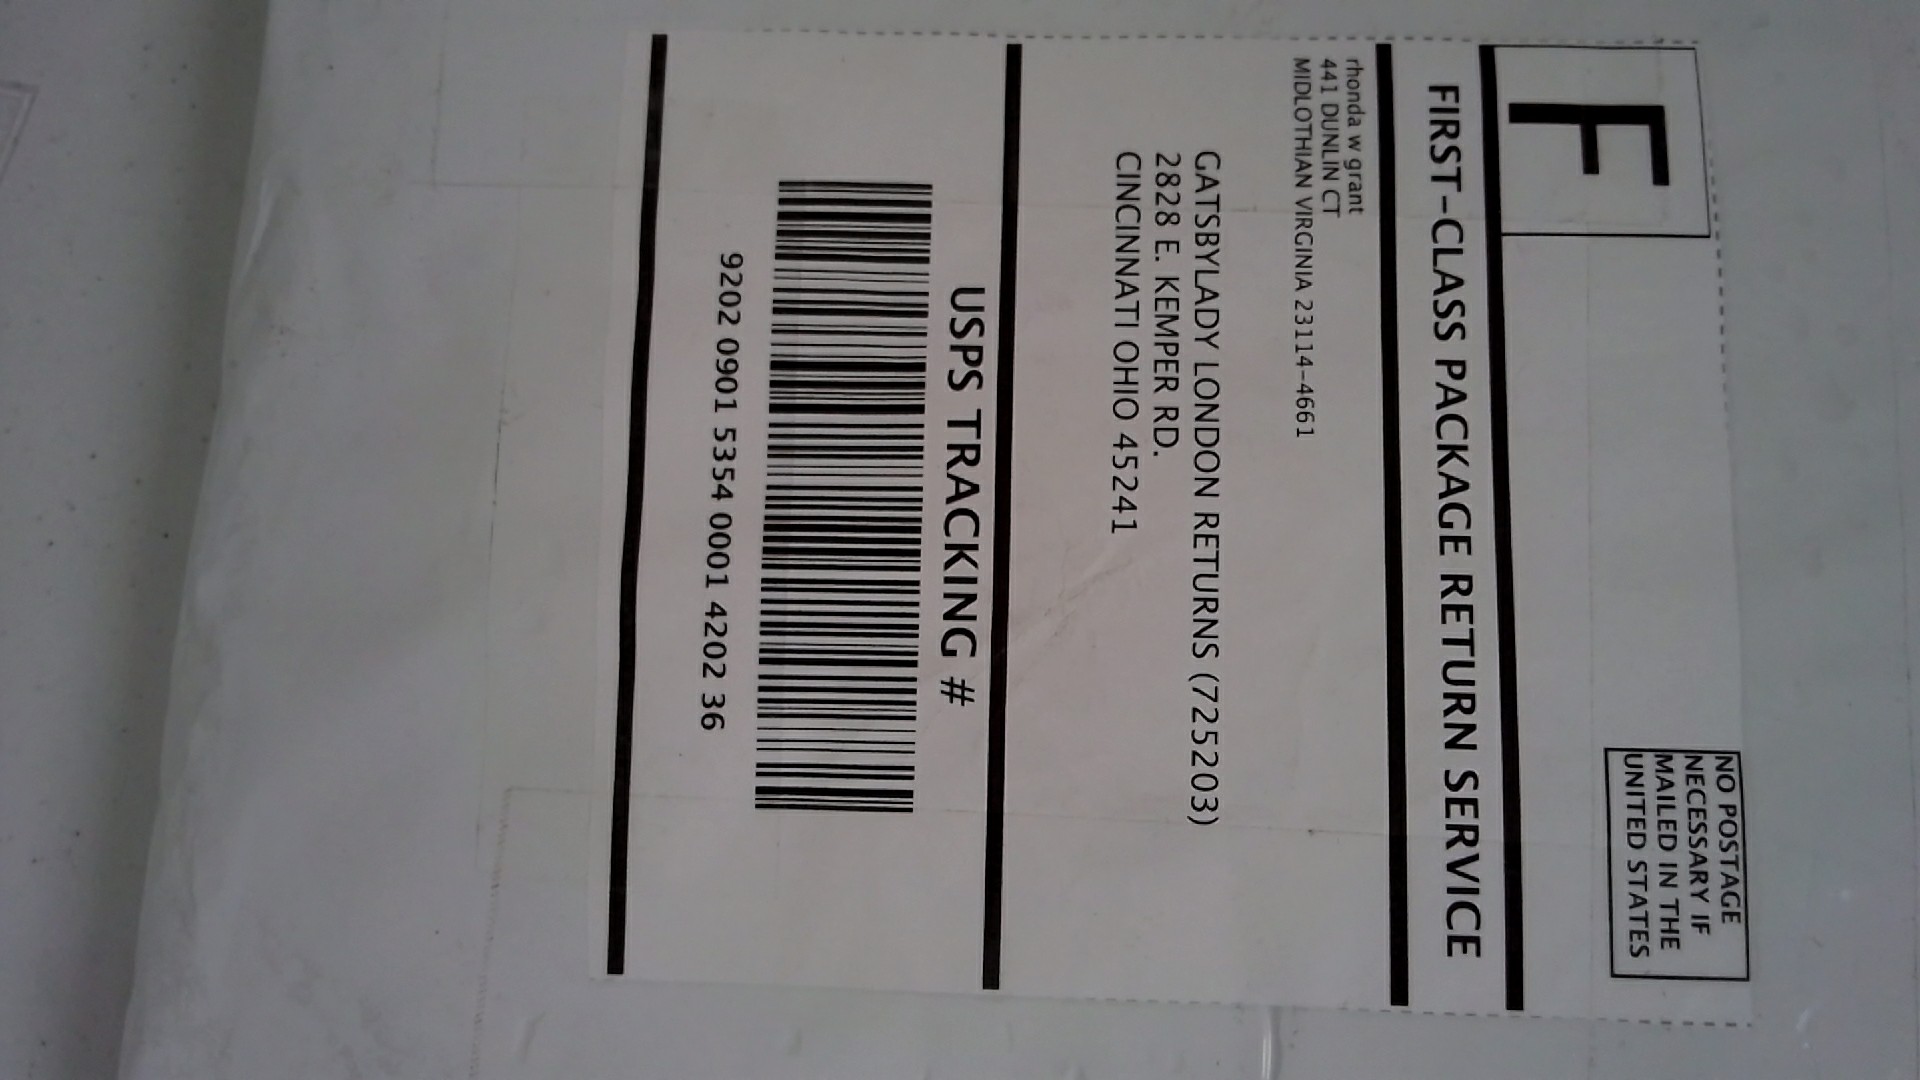 F
NO POSTAGE
NECESSARY IF
MAILED IN THE
UNITED STATES
FIRST-CLASS PACKAGE RETURN SERVICE
rhonda w grant
441 DUNLIN CT
MIDLOTHIAN VIRGINIA 23114-4661
GATSBYLADY LONDON RETURNS (725203)
2828 E. KEMPER RD.
CINCINNATI OHIO 45241
USPS TRACKING #
9202 0901 5354 0001 4202 36